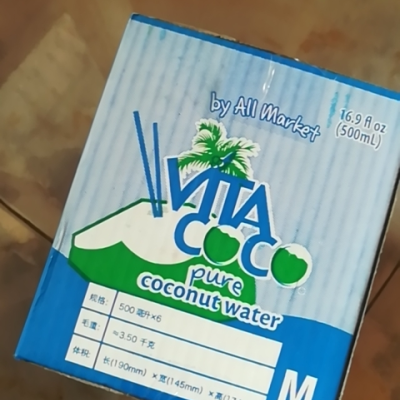 by All Market
16.9 fl oz
(500mL)
VITA
COCO
pure
coconut water
规格: 500 毫升×6
毛重: ≈3.50 千克
体积: 长(190mm) ×宽(145mm) ×高(17
M